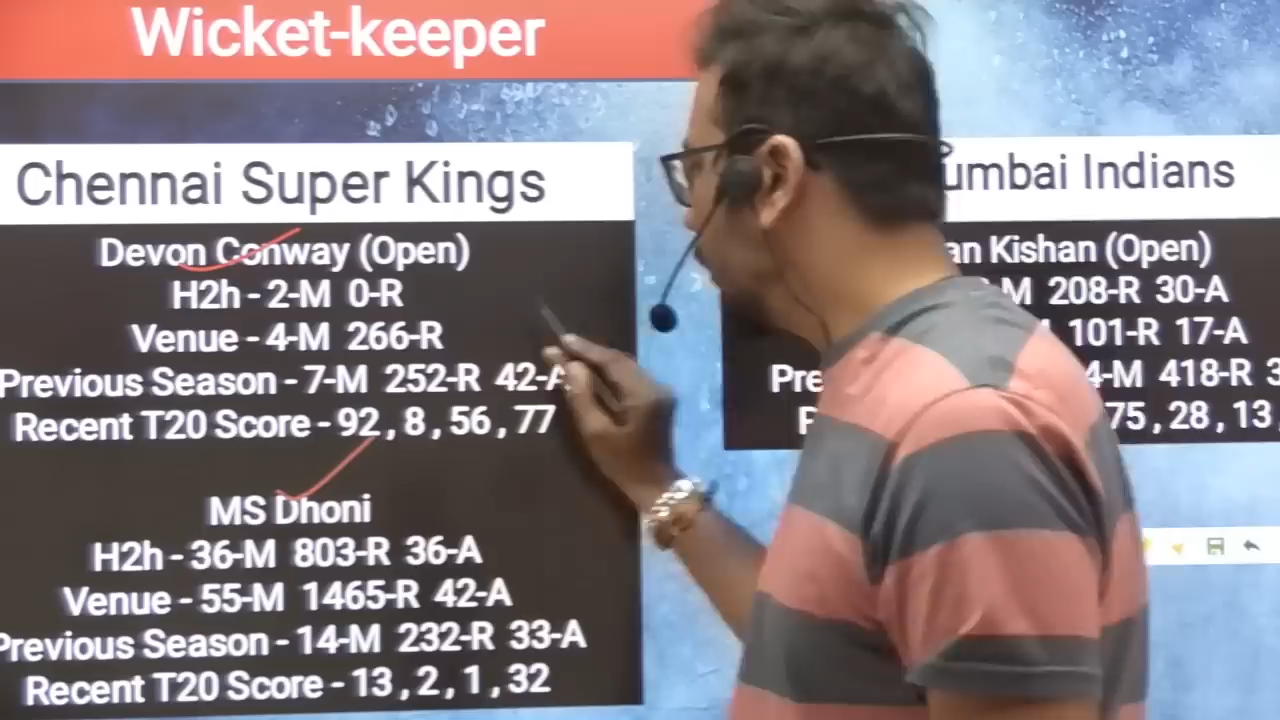 Wicket-keeper
Chennai Super Kings
Devon Conway (Open)
H2h - 2-M 0-R
Venue - 4-M 266-R
Previous Season - 7-M 252-R 42-A
Recent T20 Score - 92 , 8 , 56 , 77
MS Dhoni
H2h - 36-M 803-R 36-A
Venue - 55-M 1465-R 42-A
Previous Season - 14-M 232-R 33-A
Recent T20 Score - 13 , 2 , 1 , 32
umbai Indians
an Kishan (Open)
M 208-R 30-A
101-R 17-A
Pre 4-M 418-R 3
75 , 28 , 13 ,